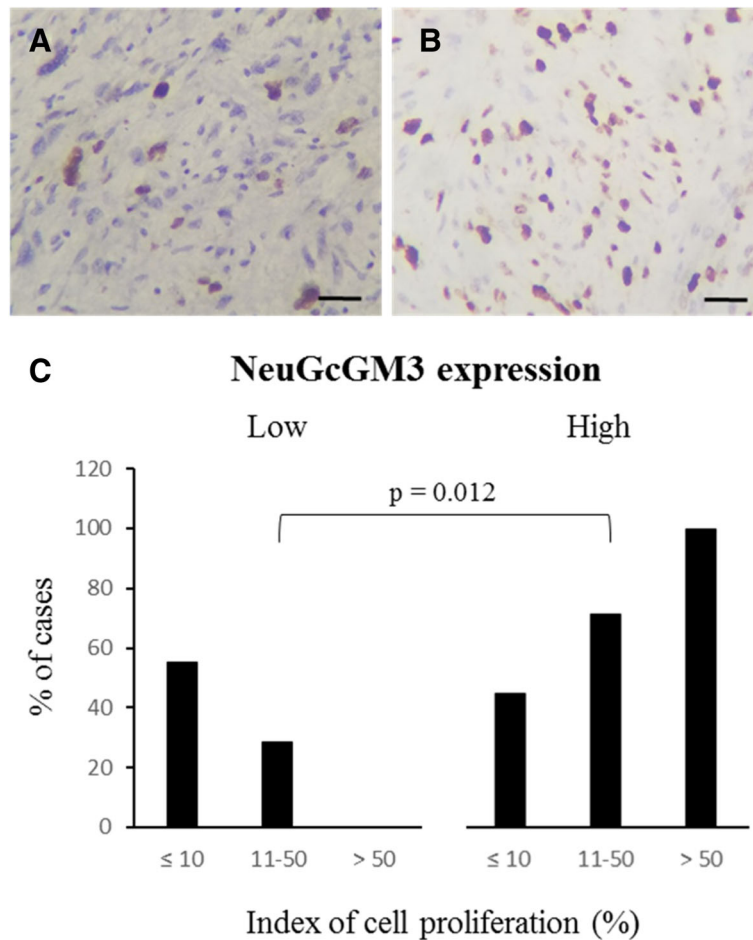 A
B
C
NeuGcGM3 expression
Low
High
p = 0.012
% of cases
120
100
80
60
40
20
0
≤ 10 11-50 > 50 ≤ 10 11-50 > 50
Index of cell proliferation (%)